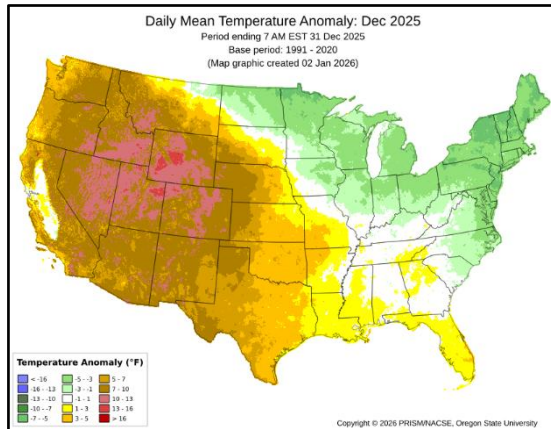 Daily Mean Temperature Anomaly: Dec 2025
Period ending 7 AM EST 31 Dec 2025
Base period: 1991 - 2020
(Map graphic created 02 Jan 2026)
Temperature Anomaly (°F)
< -16 -5 - -3 5 - 7
-16 - -13 -3 - -1 7 - 10
-13 - -10 -1 - 1 10 - 13
-10 - -7 1 - 3 13 - 16
-7 - -5 3 - 5 > 16
Copyright © 2026 PRISM/NACSE, Oregon State University